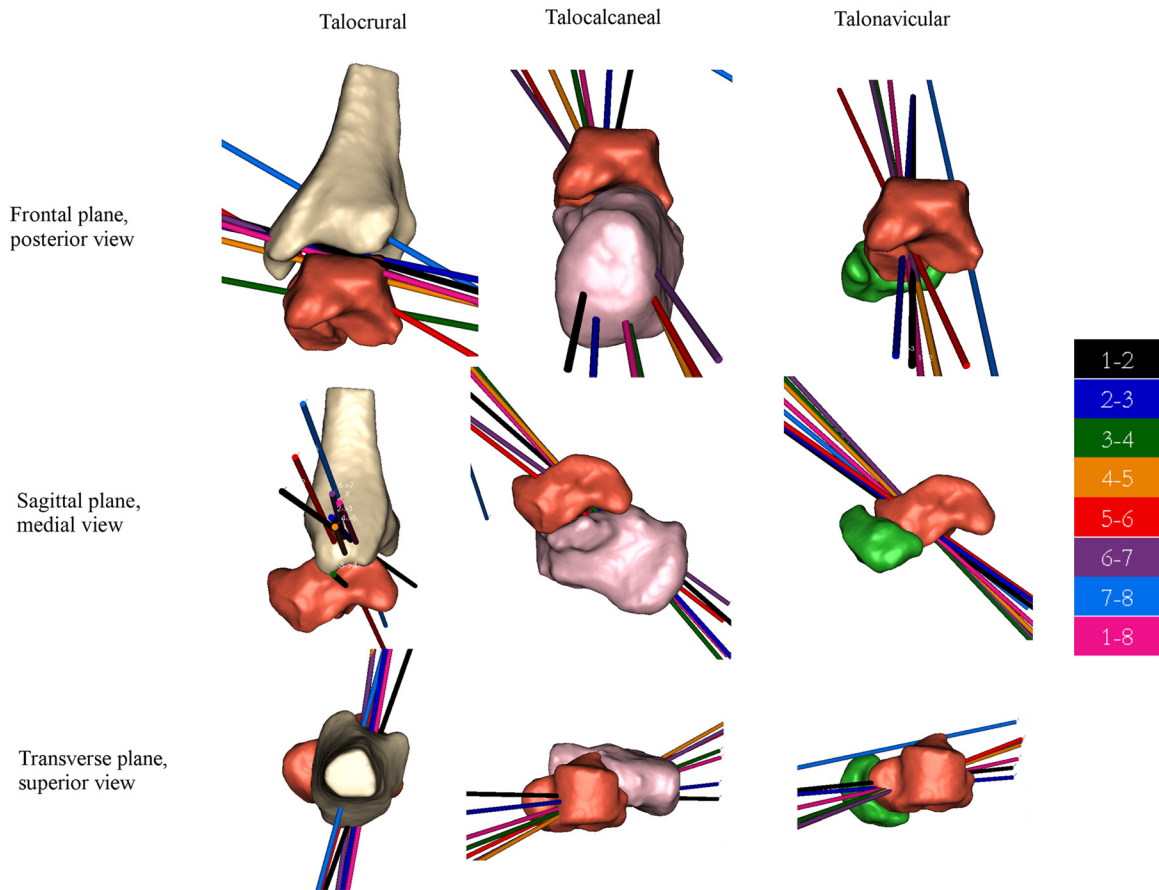 Talocrural
Talocalcaneal
Talonavicular
Frontal plane,
posterior view
Sagittal plane,
medial view
Transverse plane,
superior view
1-2
2-3
3-4
4-5
5-6
6-7
7-8
1-8